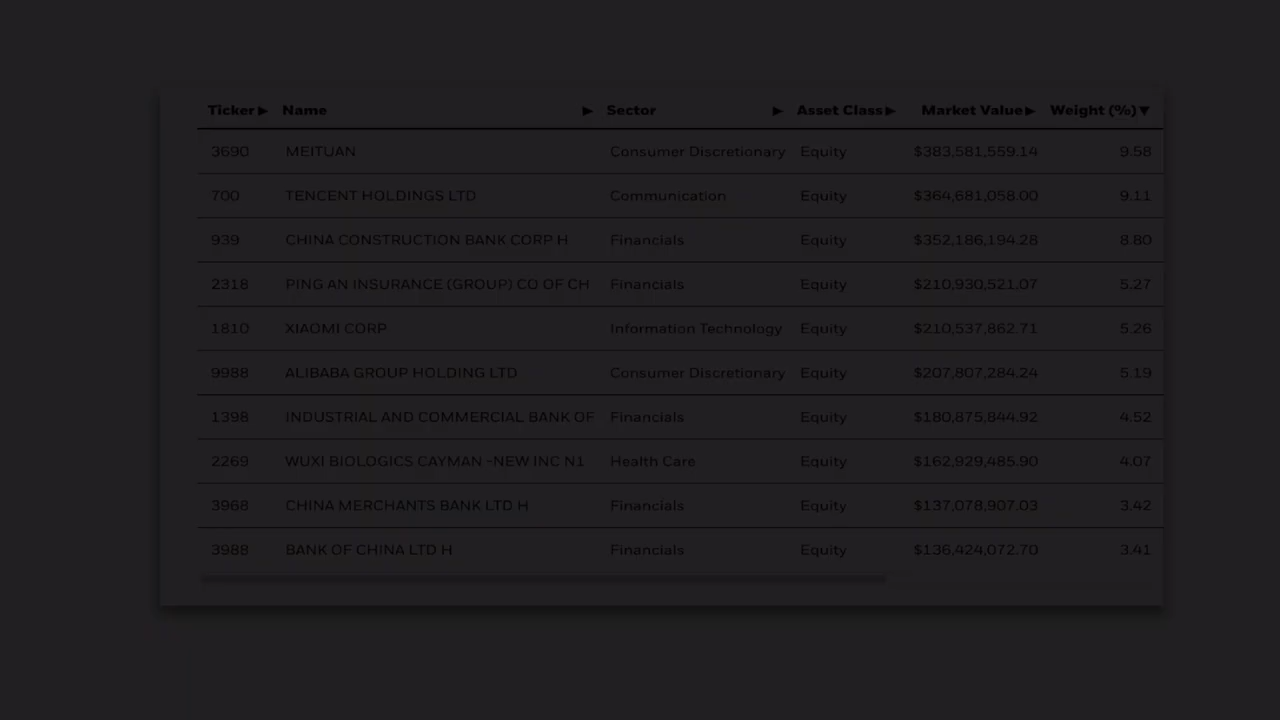 Ticker▶ Name ▶ Sector ▶ Asset Class▶ Market Value▶ Weight (%)▼
3690 MEITUAN Consumer Discretionary Equity $383,581,559.14 9.58
700 TENCENT HOLDINGS LTD Communication Equity $364,681,058.00 9.11
939 CHINA CONSTRUCTION BANK CORP H Financials Equity $352,186,194.28 8.80
2318 PING AN INSURANCE (GROUP) CO OF CH Financials Equity $210,930,521.07 5.27
1810 XIAOMI CORP Information Technology Equity $210,537,862.71 5.26
9988 ALIBABA GROUP HOLDING LTD Consumer Discretionary Equity $207,807,284.24 5.19
1398 INDUSTRIAL AND COMMERCIAL BANK OF Financials Equity $180,875,844.92 4.52
2269 WUXI BIOLOGICS CAYMAN -NEW INC N1 Health Care Equity $162,929,485.90 4.07
3968 CHINA MERCHANTS BANK LTD H Financials Equity $137,078,907.03 3.42
3988 BANK OF CHINA LTD H Financials Equity $136,424,072.70 3.41